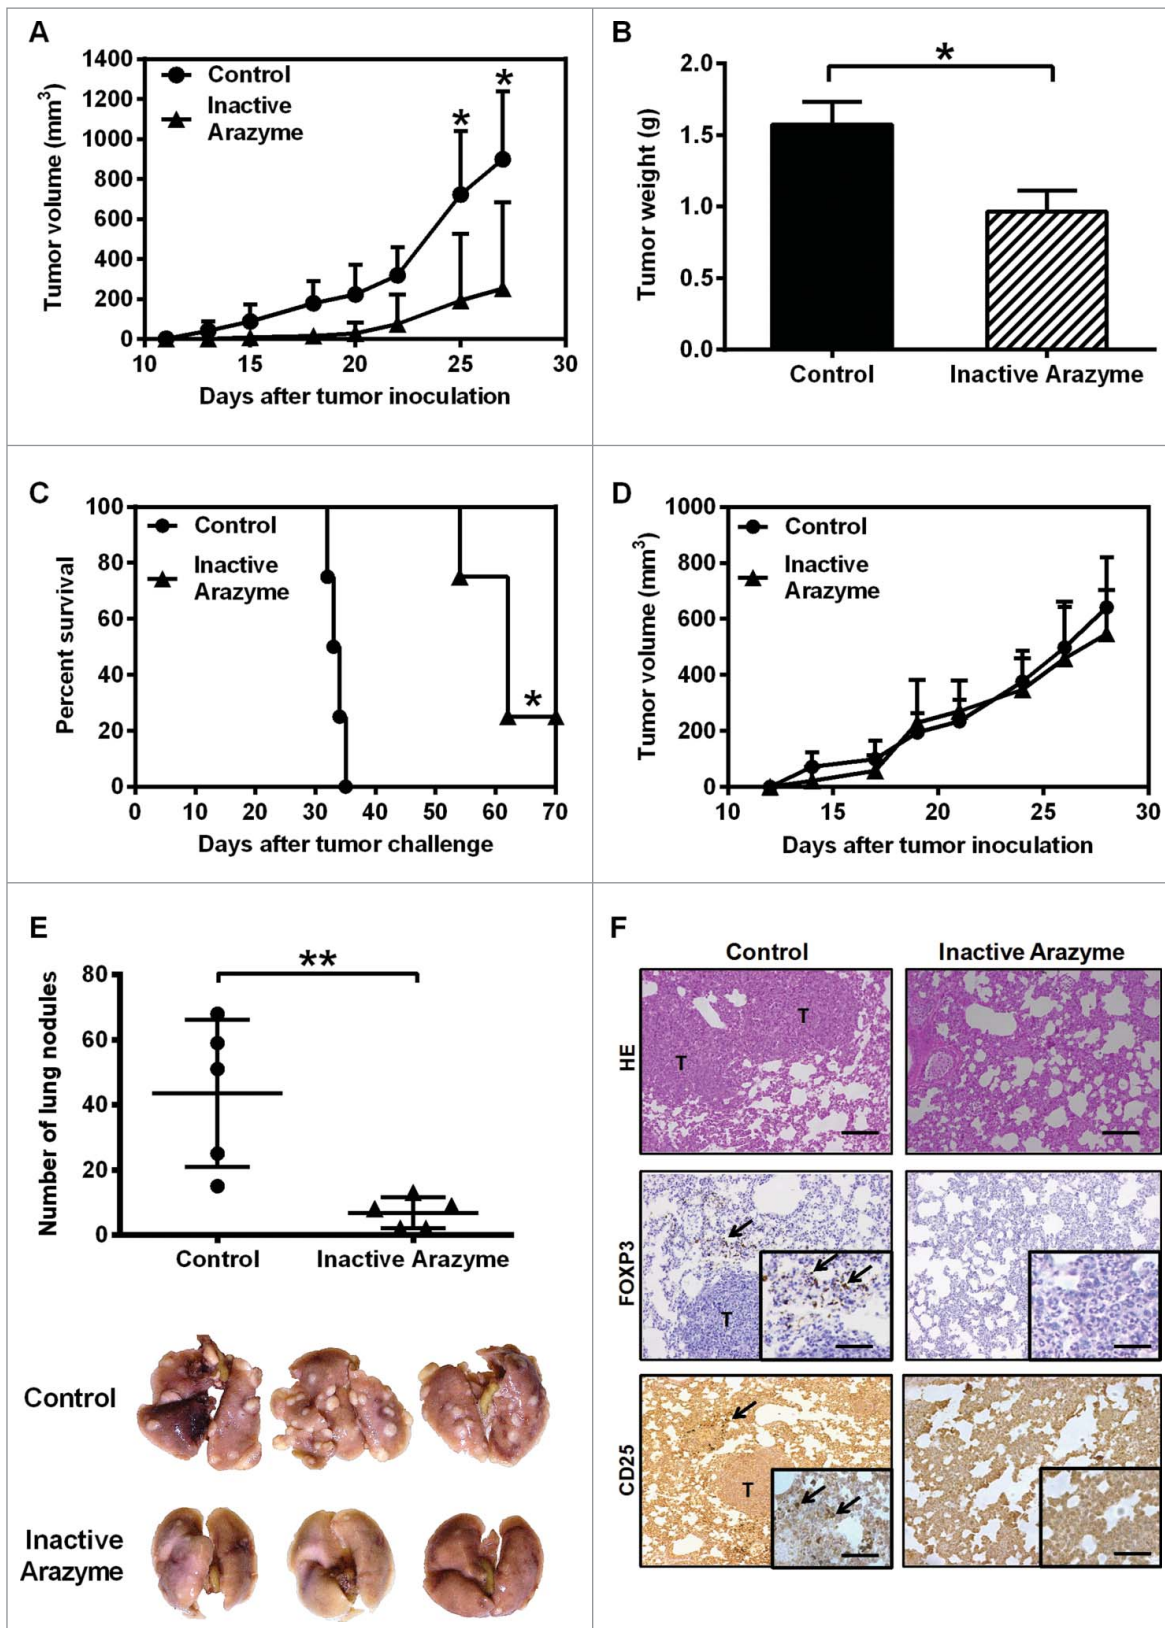 A
Tumor volume (mm³)
1400
1200
1000
800
600
400
200
0
Control
Inactive
Arazyme
*
*
10
15
20
25
30
Days after tumor inoculation
B
Tumor weight (g)
2.0
1.5
1.0
0.5
0.0
*
Control
Inactive Arazyme
C
Percent survival
100
80
60
40
20
0
Control
Inactive
Arazyme
*
0
10
20
30
40
50
60
70
Days after tumor challenge
D
Tumor volume (mm³)
1000
800
600
400
200
0
Control
Inactive
Arazyme
10
15
20
25
30
Days after tumor inoculation
E
Number of lung nodules
80
60
40
20
0
**
Control
Inactive Arazyme
Control
Inactive
Arazyme
F
Control
Inactive Arazyme
HE
T
T
FOXP3
T
CD25
T